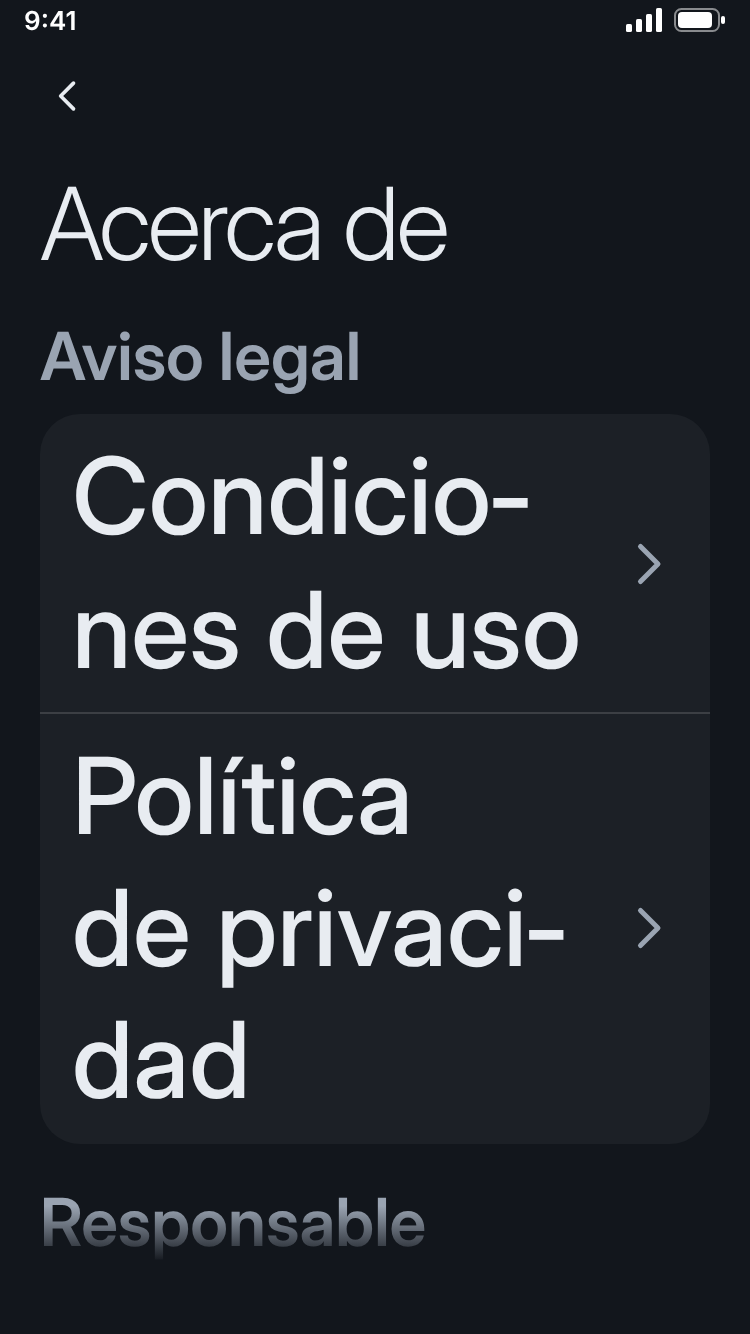 9:41
Acerca de
Aviso legal
Condicio-
nes de uso
Política
de privaci-
dad
Responsable